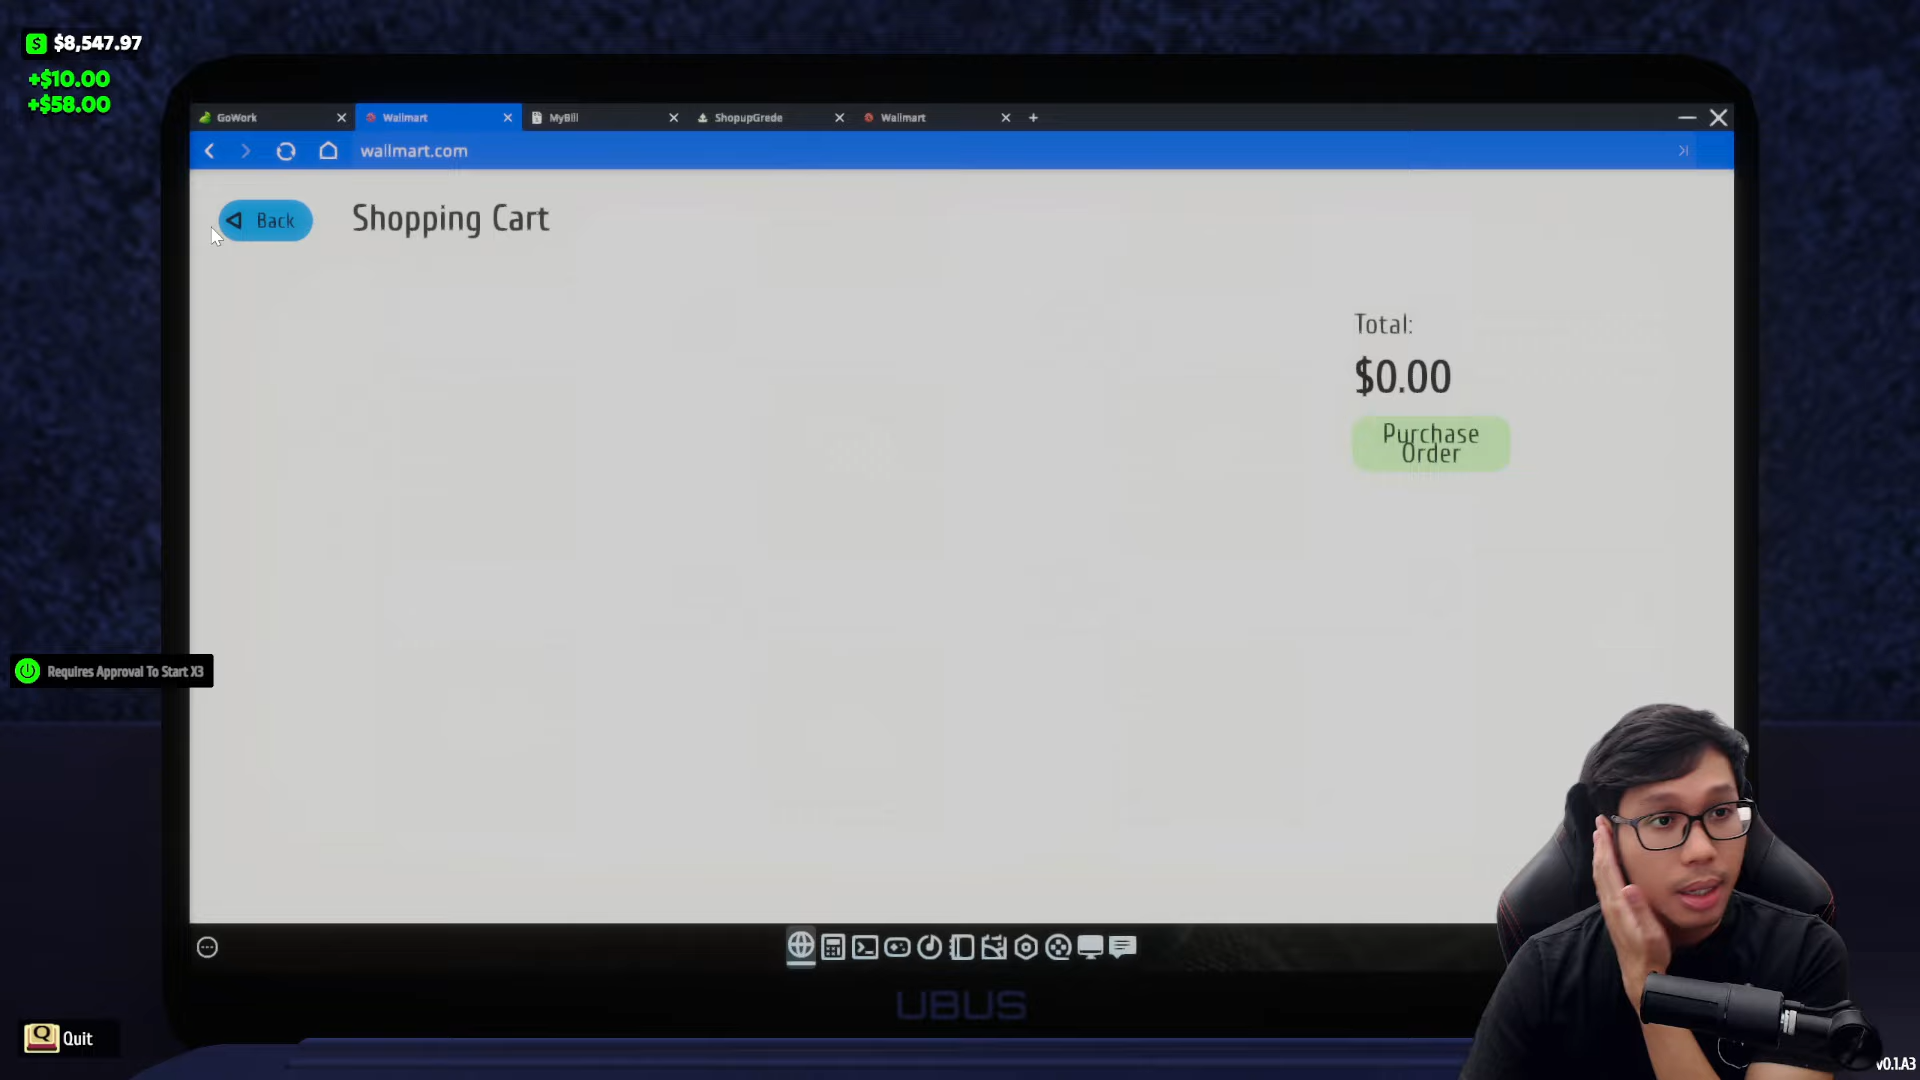 $8,547.97
+$10.00
+$58.00
GoWork
Wallmart
MyBill
ShopupGrede
Wallmart
wallmart.com
Back
Shopping Cart
Total:
$0.00
Purchase
Order
Requires Approval To Start X3
UBUS
Q Quit
v0.1.A3